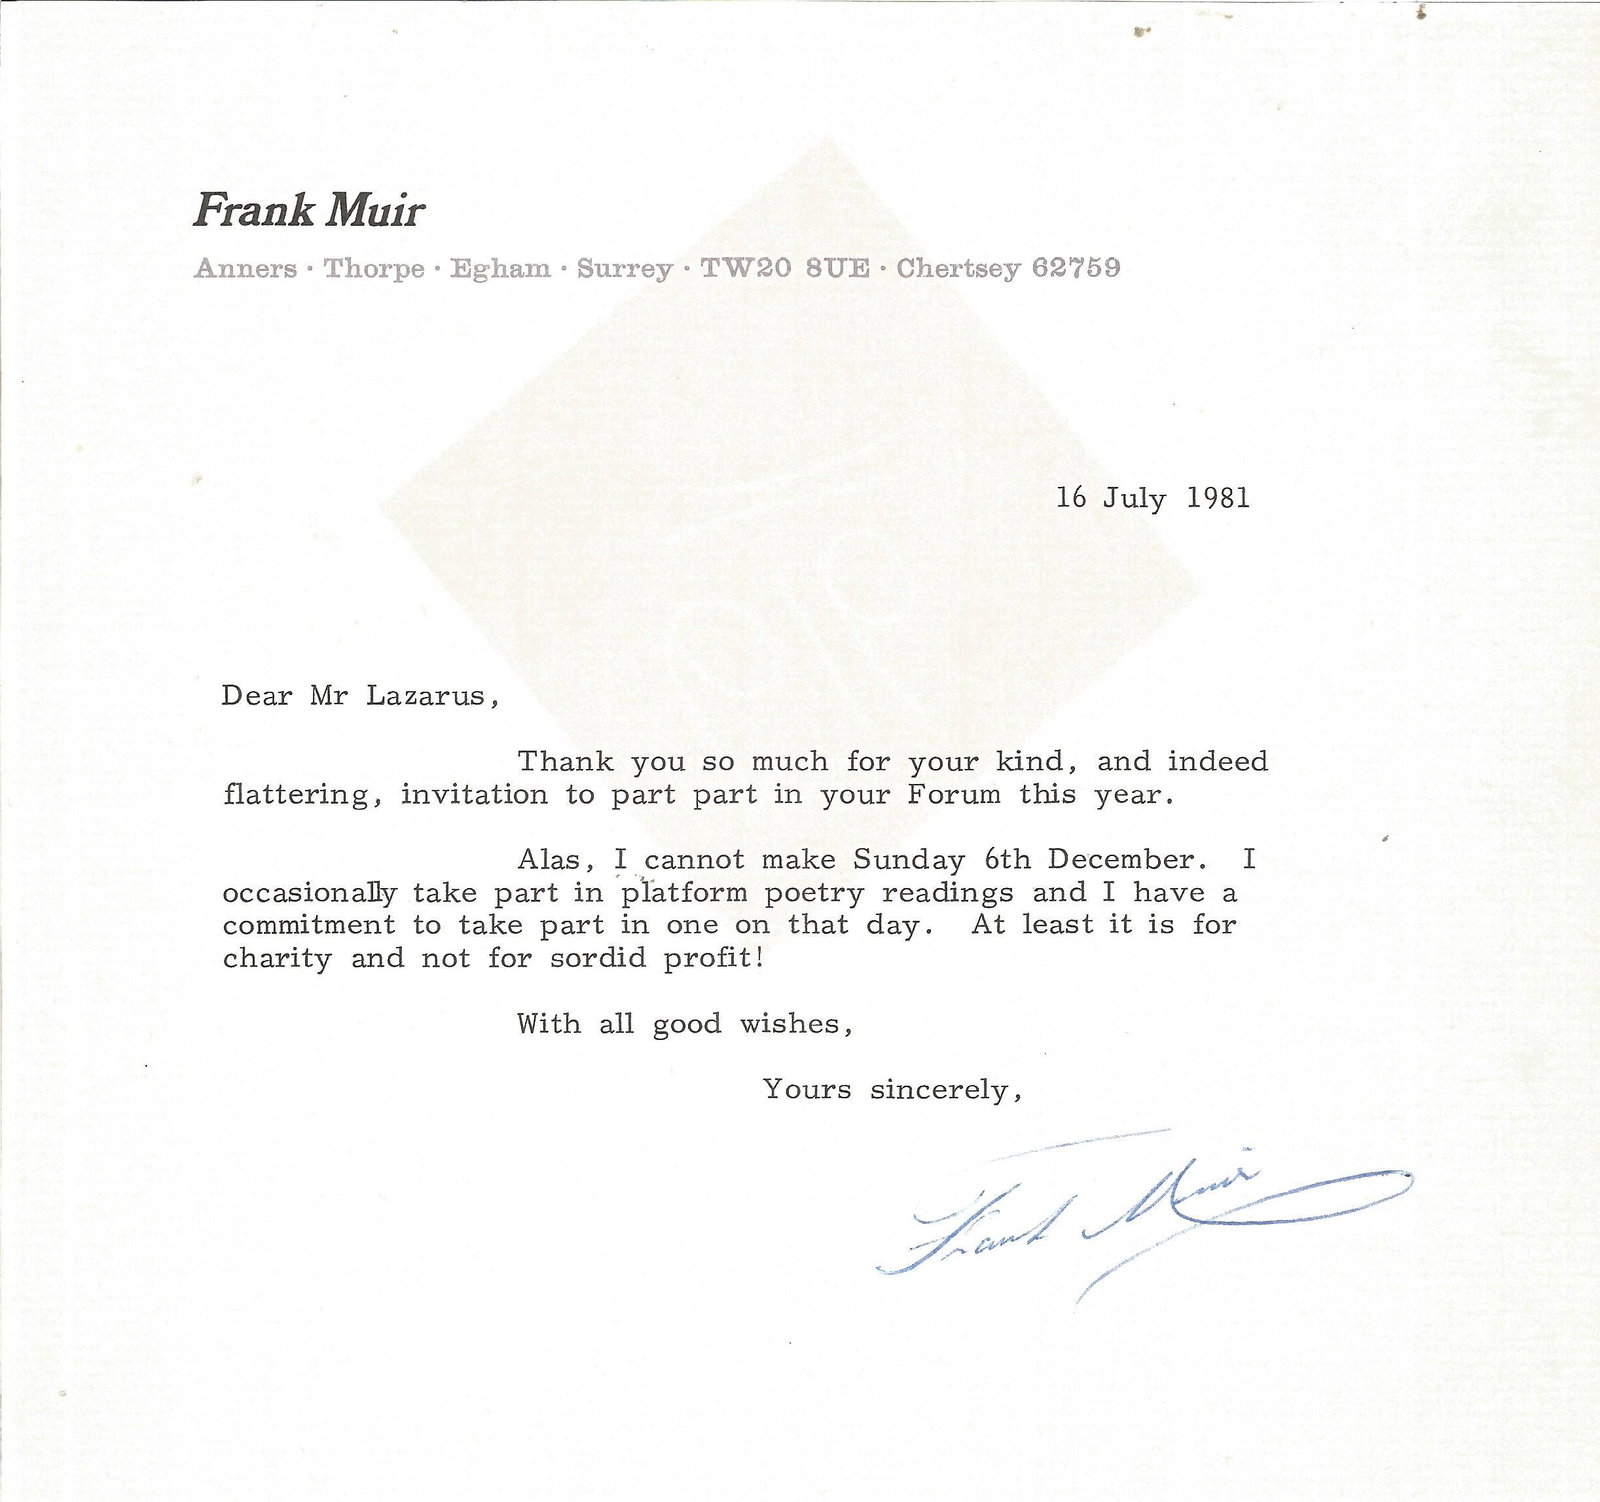 Frank Muir
Anners · Thorpe · Egham · Surrey · TW20 8UE · Chertsey 62759
16 July 1981
Dear Mr Lazarus,
Thank you so much for your kind, and indeed
flattering, invitation to part part in your Forum this year.
Alas, I cannot make Sunday 6th December. I
occasionally take part in platform poetry readings and I have a
commitment to take part in one on that day. At least it is for
charity and not for sordid profit!
With all good wishes,
Yours sincerely,
Frank Muir